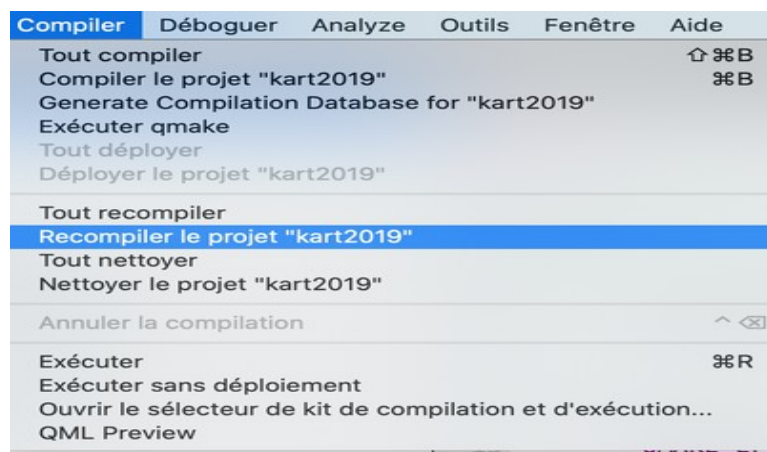 Compiler Déboguer Analyze Outils Fenêtre Aide
Tout compiler ⇧⌘B
Compiler le projet "kart2019" ⌘B
Generate Compilation Database for "kart2019"
Exécuter qmake
Tout déployer
Déployer le projet "kart2019"
Tout recompiler
Recompiler le projet "kart2019"
Tout nettoyer
Nettoyer le projet "kart2019"
Annuler la compilation ^⌫
Exécuter ⌘R
Exécuter sans déploiement
Ouvrir le sélecteur de kit de compilation et d'exécution...
QML Preview